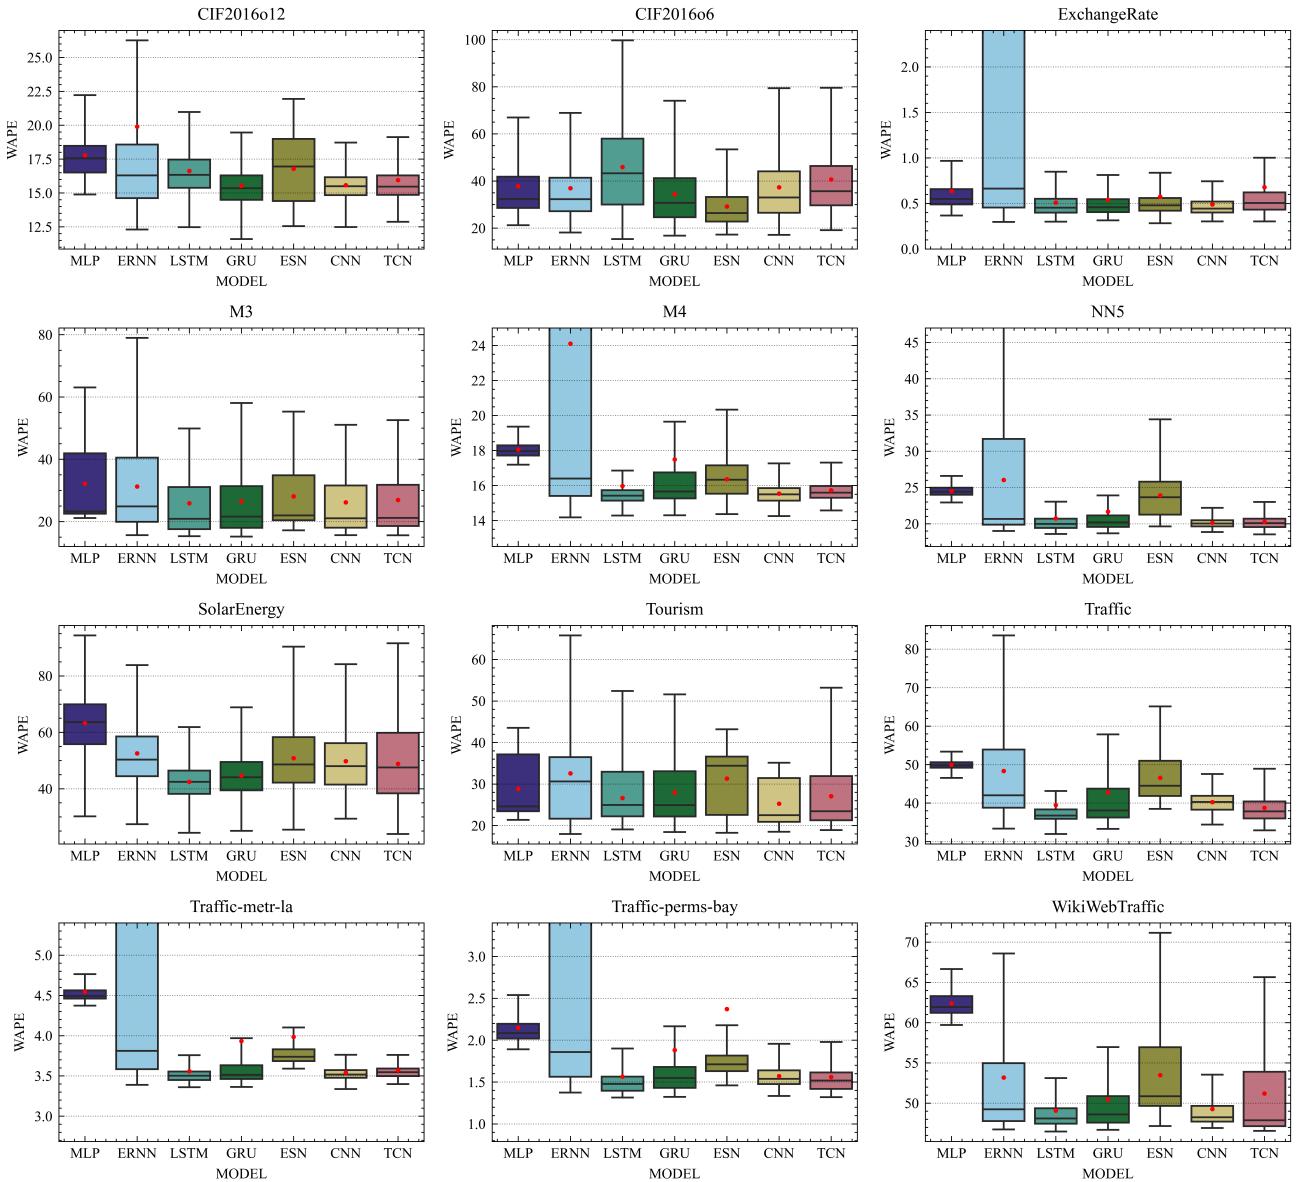 CIF2016o12
WAPE
25.0
22.5
20.0
17.5
15.0
12.5
MLP ERNN LSTM GRU ESN CNN TCN
MODEL
CIF2016o6
WAPE
100
80
60
40
20
MLP ERNN LSTM GRU ESN CNN TCN
MODEL
ExchangeRate
WAPE
2.0
1.5
1.0
0.5
0.0
MLP ERNN LSTM GRU ESN CNN TCN
MODEL
M3
WAPE
80
60
40
20
MLP ERNN LSTM GRU ESN CNN TCN
MODEL
M4
WAPE
24
22
20
18
16
14
MLP ERNN LSTM GRU ESN CNN TCN
MODEL
NN5
WAPE
45
40
35
30
25
20
MLP ERNN LSTM GRU ESN CNN TCN
MODEL
SolarEnergy
WAPE
80
60
40
MLP ERNN LSTM GRU ESN CNN TCN
MODEL
Tourism
WAPE
60
50
40
30
20
MLP ERNN LSTM GRU ESN CNN TCN
MODEL
Traffic
WAPE
80
70
60
50
40
30
MLP ERNN LSTM GRU ESN CNN TCN
MODEL
Traffic-metr-la
WAPE
5.0
4.5
4.0
3.5
3.0
MLP ERNN LSTM GRU ESN CNN TCN
MODEL
Traffic-perms-bay
WAPE
3.0
2.5
2.0
1.5
1.0
MLP ERNN LSTM GRU ESN CNN TCN
MODEL
WikiWebTraffic
WAPE
70
65
60
55
50
MLP ERNN LSTM GRU ESN CNN TCN
MODEL